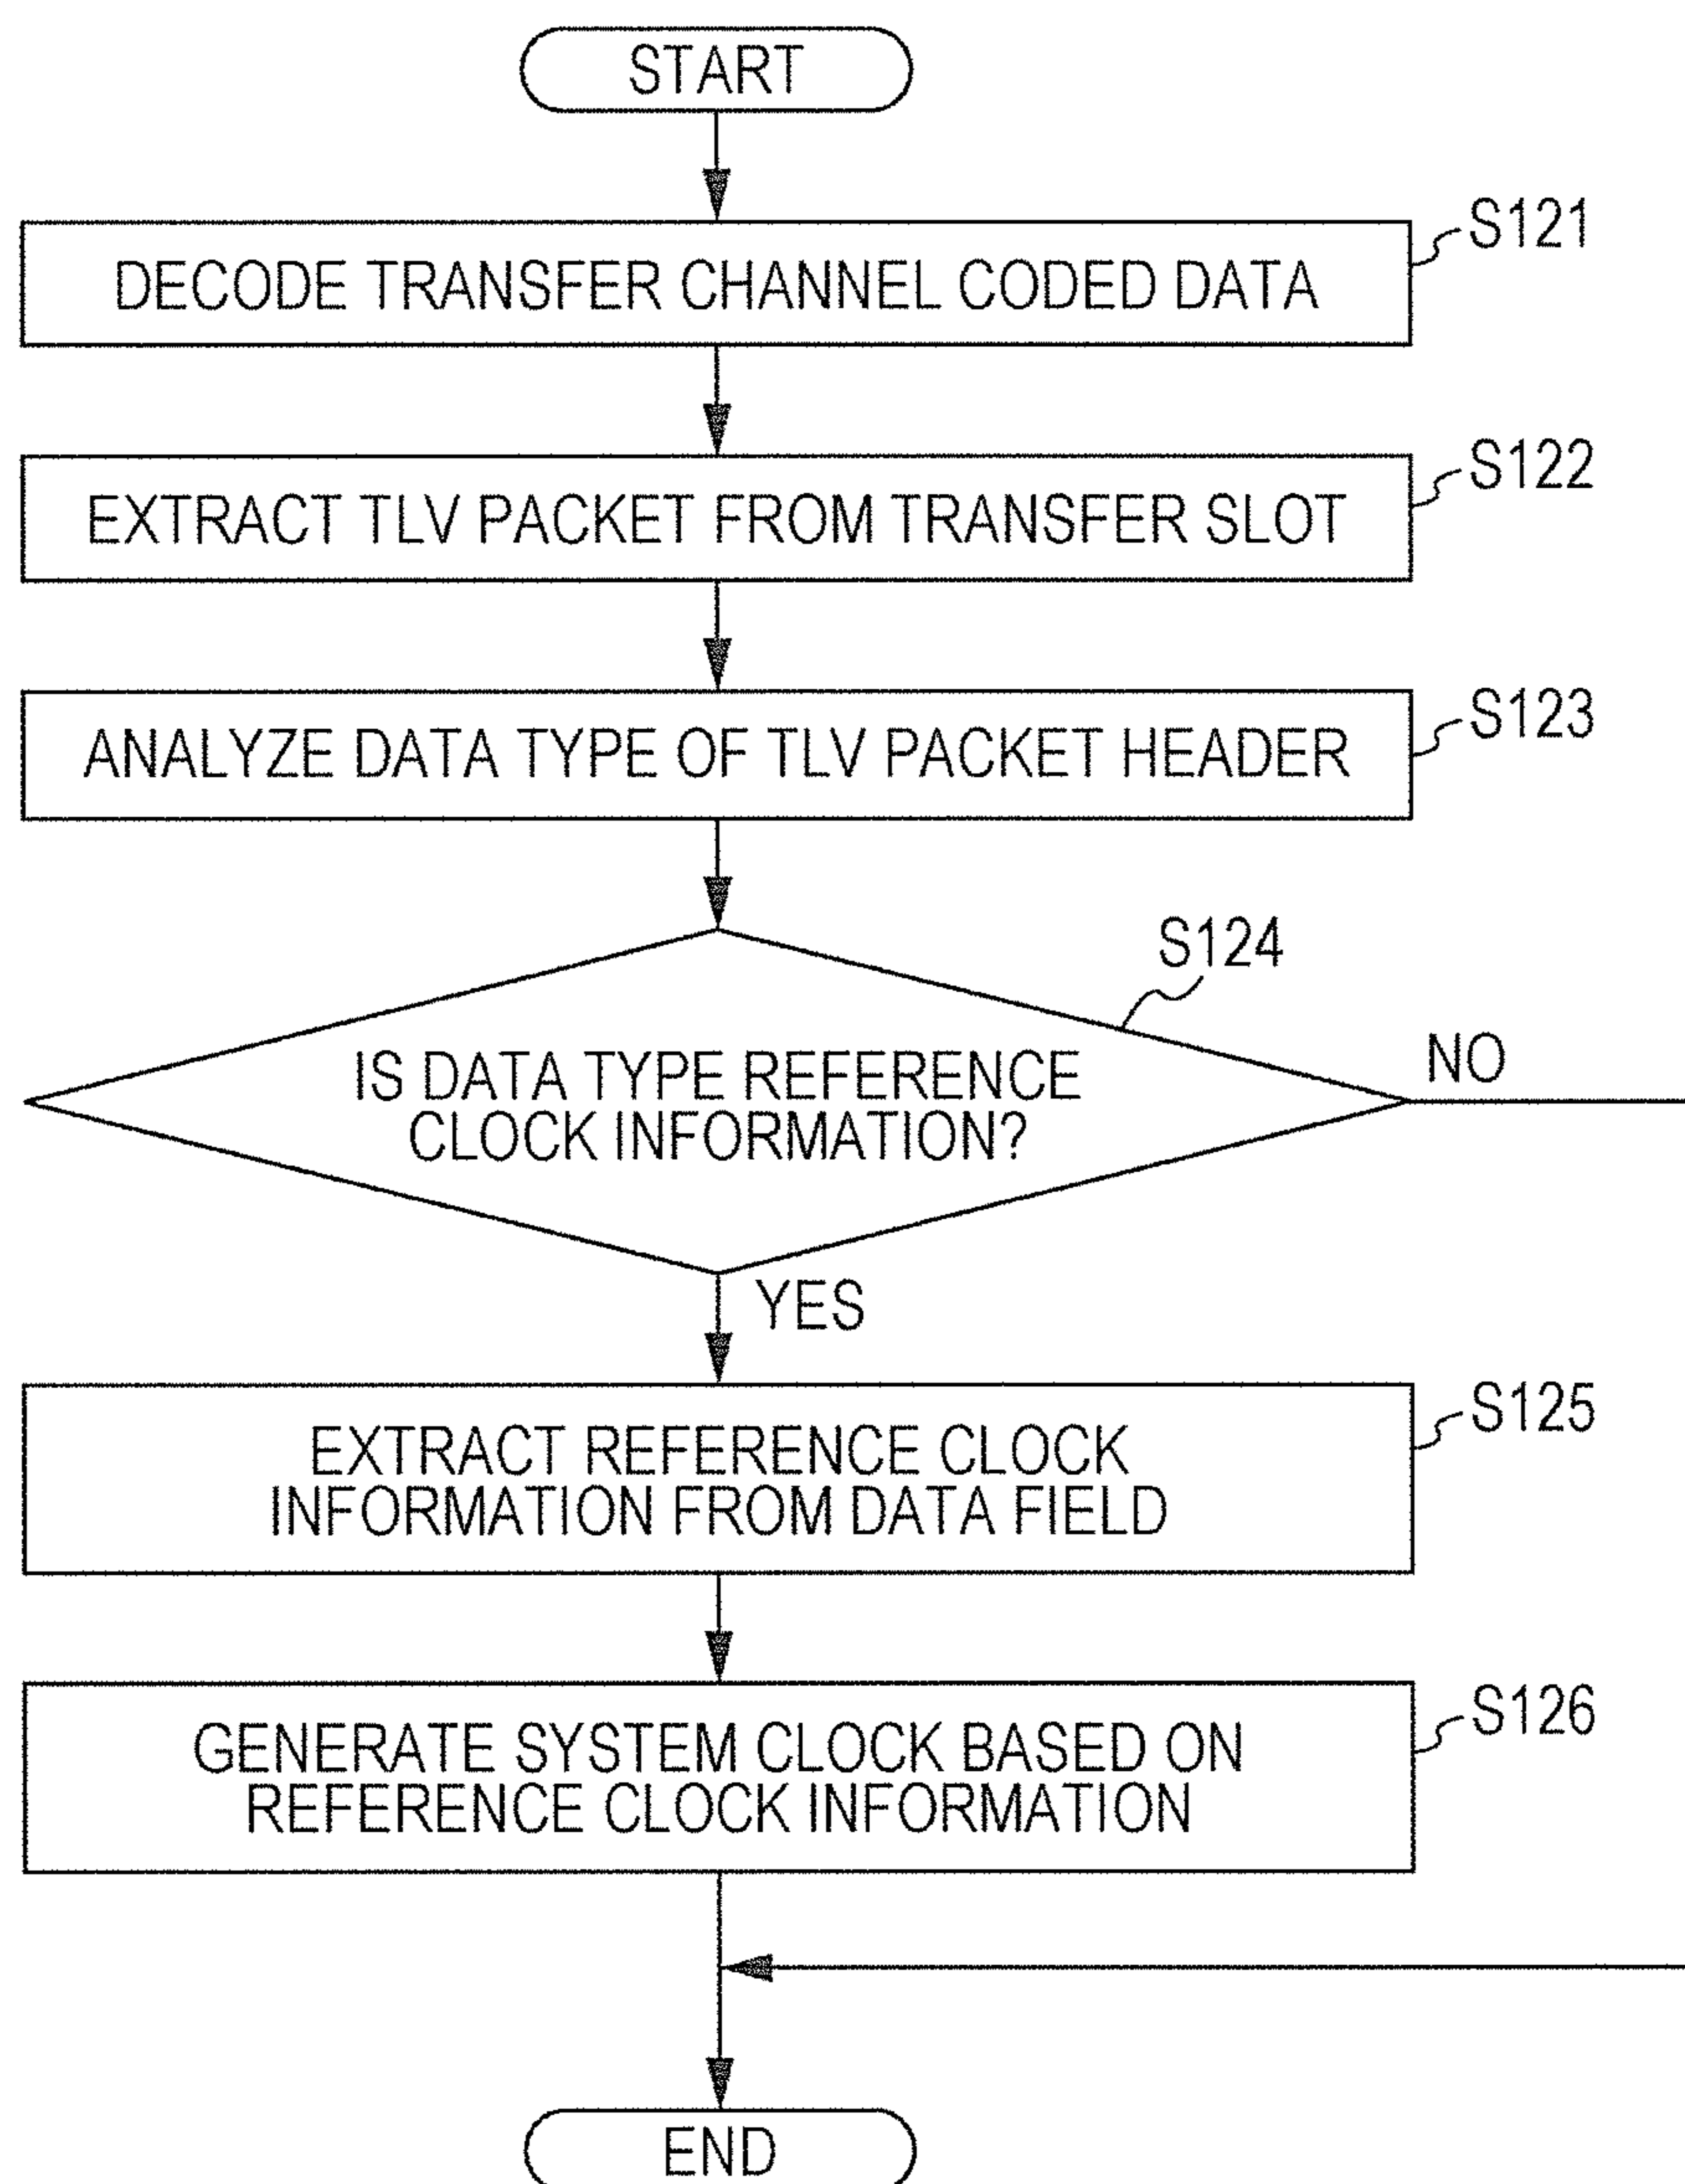 START
S121
DECODE TRANSFER CHANNEL CODED DATA
S122
EXTRACT TLV PACKET FROM TRANSFER SLOT
S123
ANALYZE DATA TYPE OF TLV PACKET HEADER
S124
IS DATA TYPE REFERENCE
CLOCK INFORMATION?
NO
YES
S125
EXTRACT REFERENCE CLOCK
INFORMATION FROM DATA FIELD
S126
GENERATE SYSTEM CLOCK BASED ON
REFERENCE CLOCK INFORMATION
END